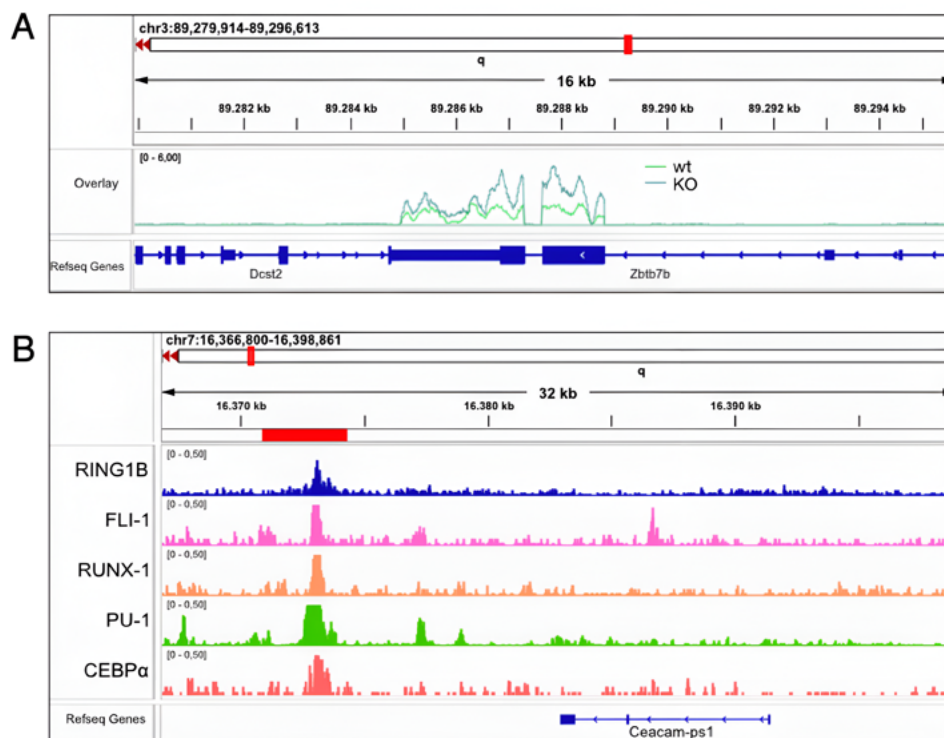 A
chr3:89,279,914-89,296,613
q
16 kb
89.282 kb 89.284 kb 89.286 kb 89.288 kb 89.290 kb 89.292 kb 89.294 kb
[0 - 6,00]
wt
KO
Overlay
Refseq Genes
Dcst2 Zbtb7b
B
chr7:16,366,800-16,398,861
q
32 kb
16.370 kb 16.380 kb 16.390 kb
[0 - 0,50]
RING1B
[0 - 0,50]
FLI-1
[0 - 0,50]
RUNX-1
[0 - 0,50]
PU-1
[0 - 0,50]
CEBPα
Refseq Genes
Ceacam-ps1